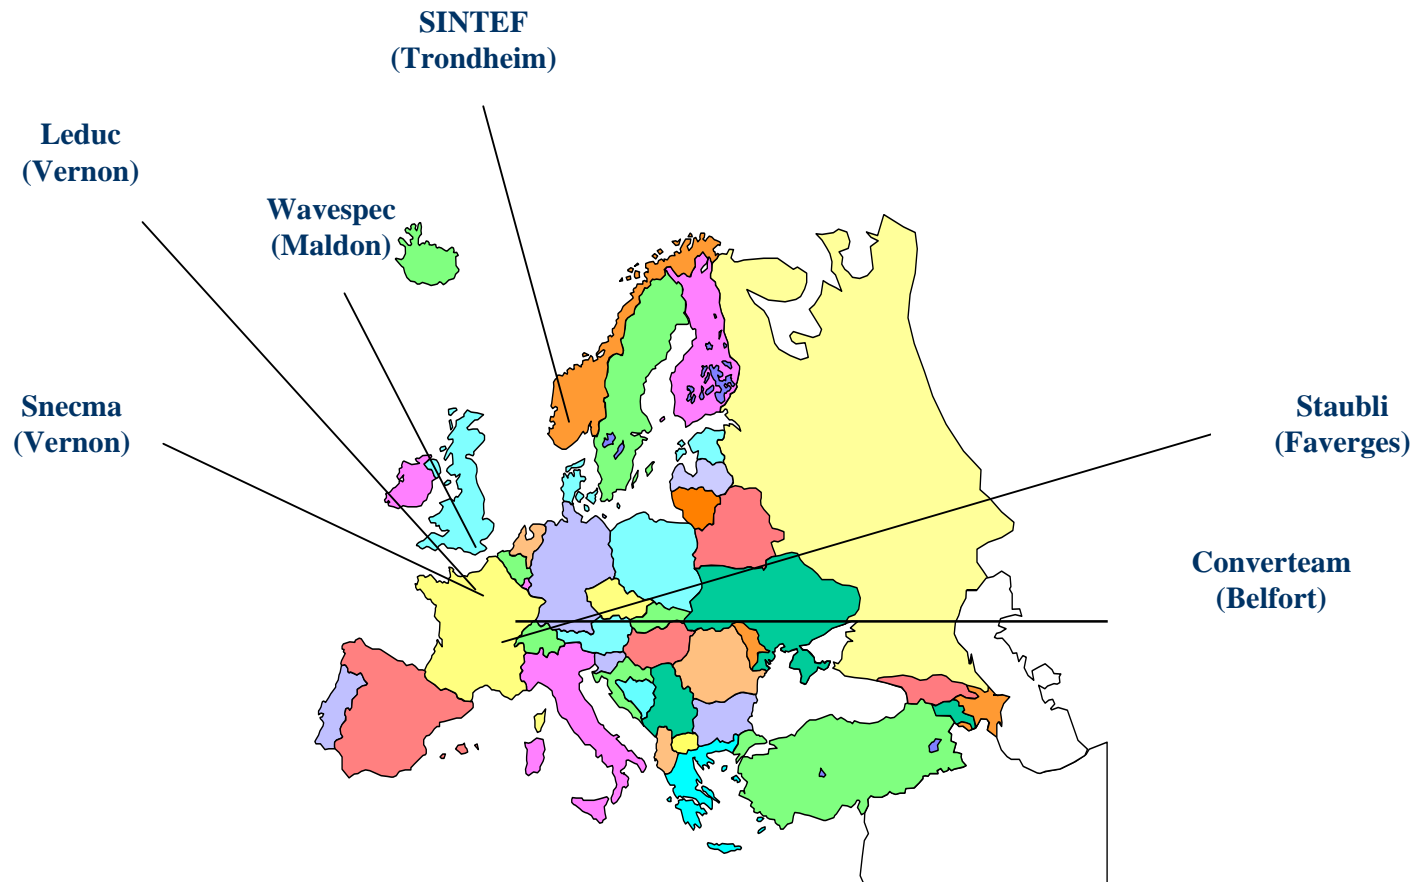 SINTEF
(Trondheim)
Leduc
(Vernon)
Wavespec
(Maldon)
Snecma
(Vernon)
Staubli
(Faverges)
Converteam
(Belfort)